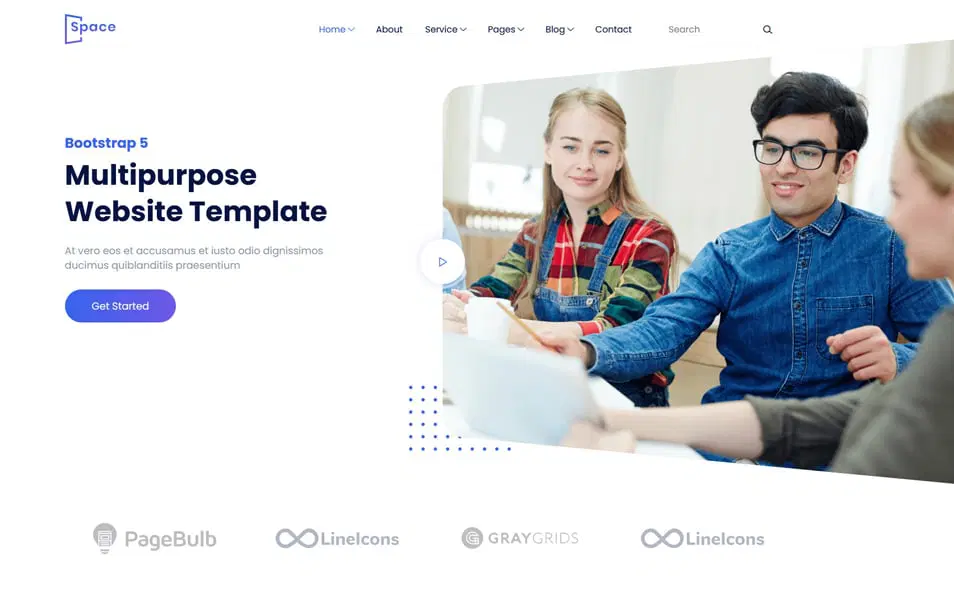 Space
Home About Service Pages Blog Contact Search
Bootstrap 5
Multipurpose
Website Template
At vero eos et accusamus et iusto odio dignissimos
ducimus quiblanditiis praesentium
Get Started
PageBulb LineIcons GRAYGRIDS LineIcons